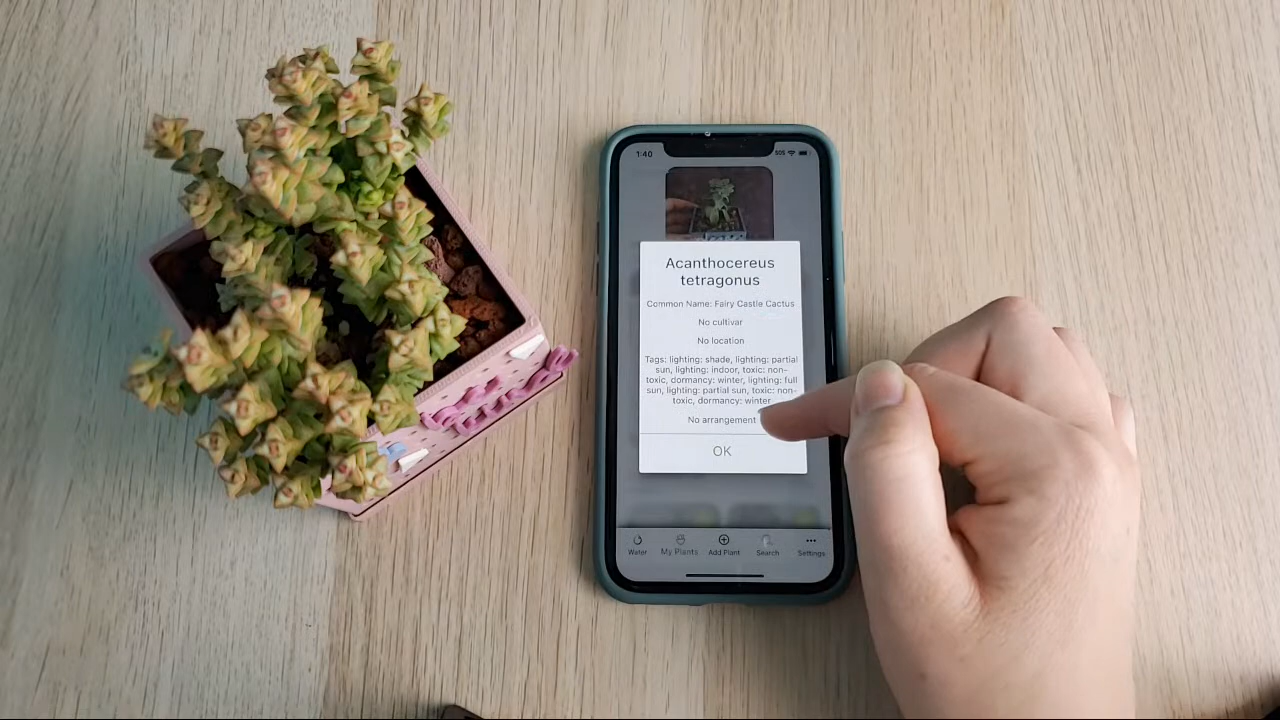 1:40
SOS
Acanthocereus
tetragonus
Common Name: Fairy Castle Cactus
No cultivar
No location
Tags: lighting: shade, lighting: partial
sun, lighting: indoor, toxic: non-
toxic, dormancy: winter, lighting: full
sun, lighting: partial sun, toxic: non-
toxic, dormancy: winter
No arrangement
OK
Water
My Plants
Add Plant
Search
Settings